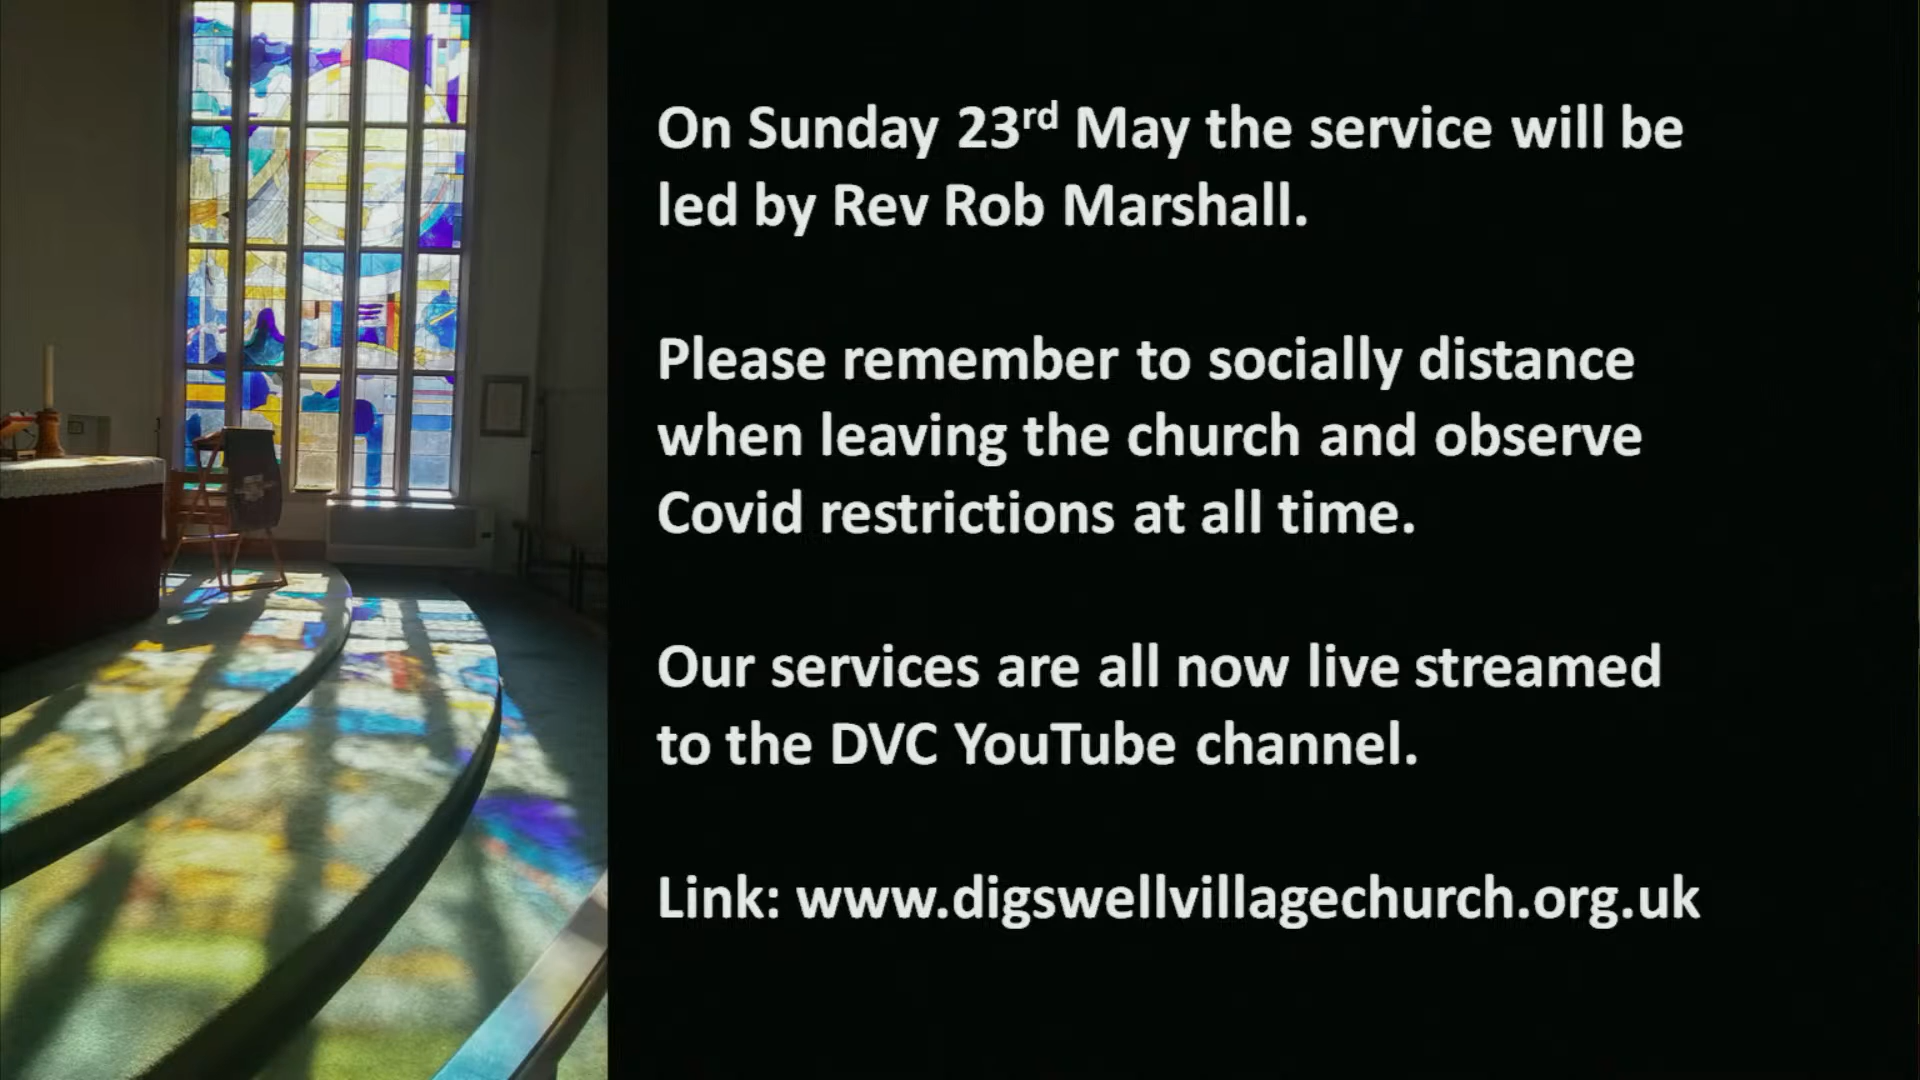 On Sunday 23rd May the service will be
led by Rev Rob Marshall.
Please remember to socially distance
when leaving the church and observe
Covid restrictions at all time.
Our services are all now live streamed
to the DVC YouTube channel.
Link: www.digswellvillagechurch.org.uk